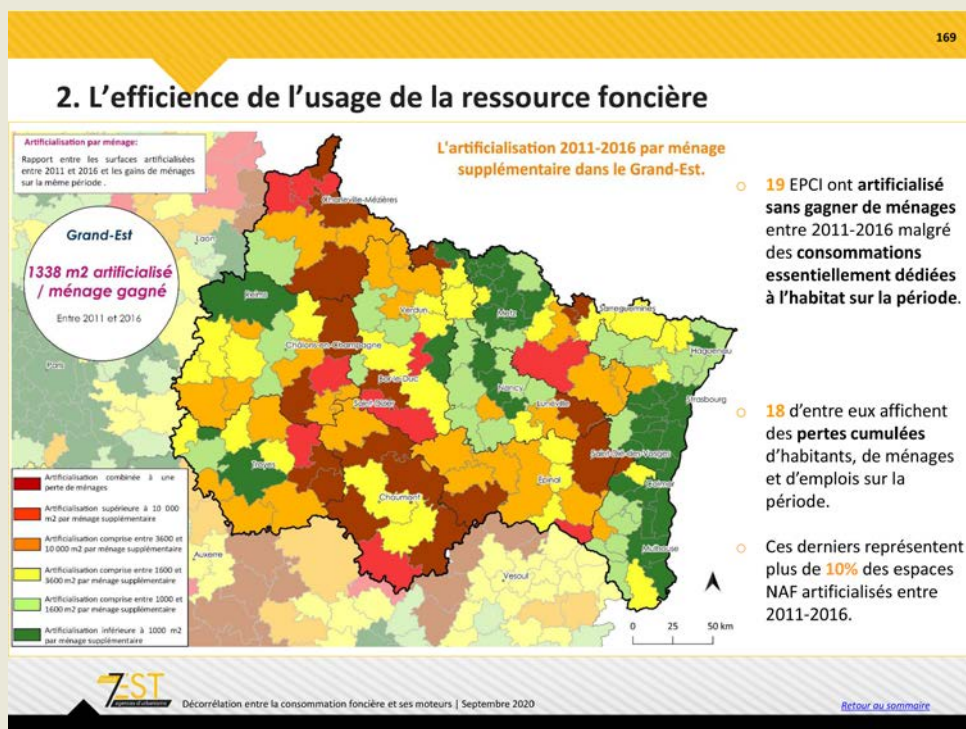 169
2. L'efficience de l'usage de la ressource foncière
Artificialisation par ménage:
Rapport entre les surfaces artificialisées
entre 2011 et 2016 et les gains de ménages
sur la même période .
Grand-Est
1338 m2 artificialisé
/ ménage gagné
Entre 2011 et 2016
L'artificialisation 2011-2016 par ménage
supplémentaire dans le Grand-Est.
Charleville-Mézières
Laon
Reims
Verdun
Metz
Sarreguemines
Châlons-en-Champagne
Haguenau
Paris
Bar-le-Duc
Nancy
Saint-Dizier
Lunéville
Strasbourg
Troyes
Saint-Dié-des-Vosges
Chaumont
Epinal
Colmar
Mulhouse
Auxerre
Vesoul
Artificialisation combinée à une
perte de ménages
Artificialisation supérieure à 10 000
m2 par ménage supplémentaire
Artificialisation comprise entre 3600 et
10 000 m2 par ménage supplémentaire
Artificialisation comprise entre 1600 et
3600 m2 par ménage supplémentaire
Artificialisation comprise entre 1000 et
1600 m2 par ménage supplémentaire
Artificialisation inférieure à 1000 m2
par ménage supplémentaire
0 25 50 km
o 19 EPCI ont artificialisé
sans gagner de ménages
entre 2011-2016 malgré
des consommations
essentiellement dédiées
à l'habitat sur la période.
o 18 d'entre eux affichent
des pertes cumulées
d'habitants, de ménages
et d'emplois sur la
période.
o Ces derniers représentent
plus de 10% des espaces
NAF artificialisés entre
2011-2016.
7EST
agences d'urbanisme
Décorrélation entre la consommation foncière et ses moteurs | Septembre 2020
Retour au sommaire